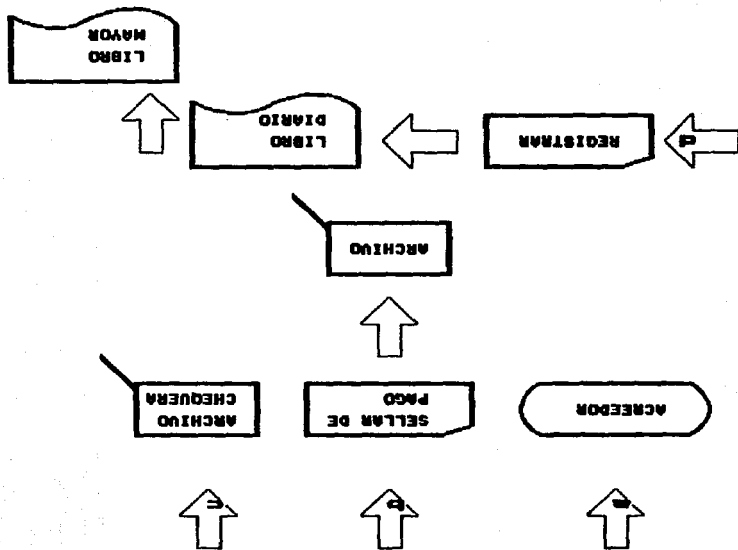 a
b
ACREEDOR
SELLAR DE
PAGO
ARCHIVO
CHEQUERA
ARCHIVO
d
REGISTRAR
LIBRO
DIARIO
LIBRO
MAYOR